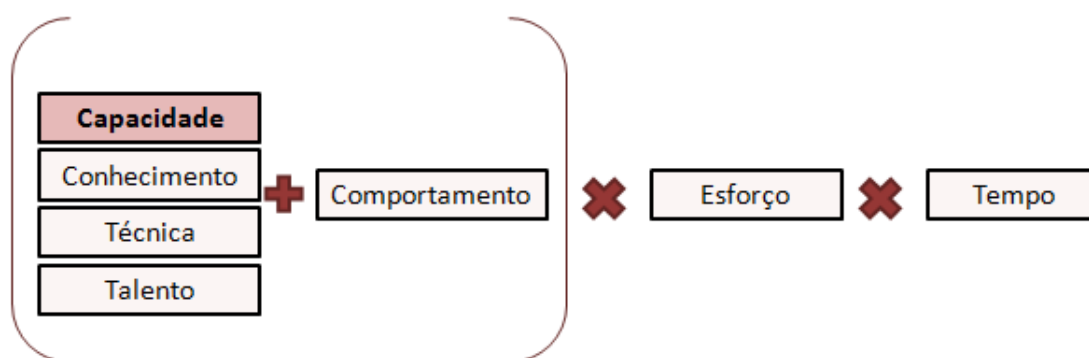 Capacidade
Conhecimento
Técnica
Talento
Comportamento
Esforço
Tempo